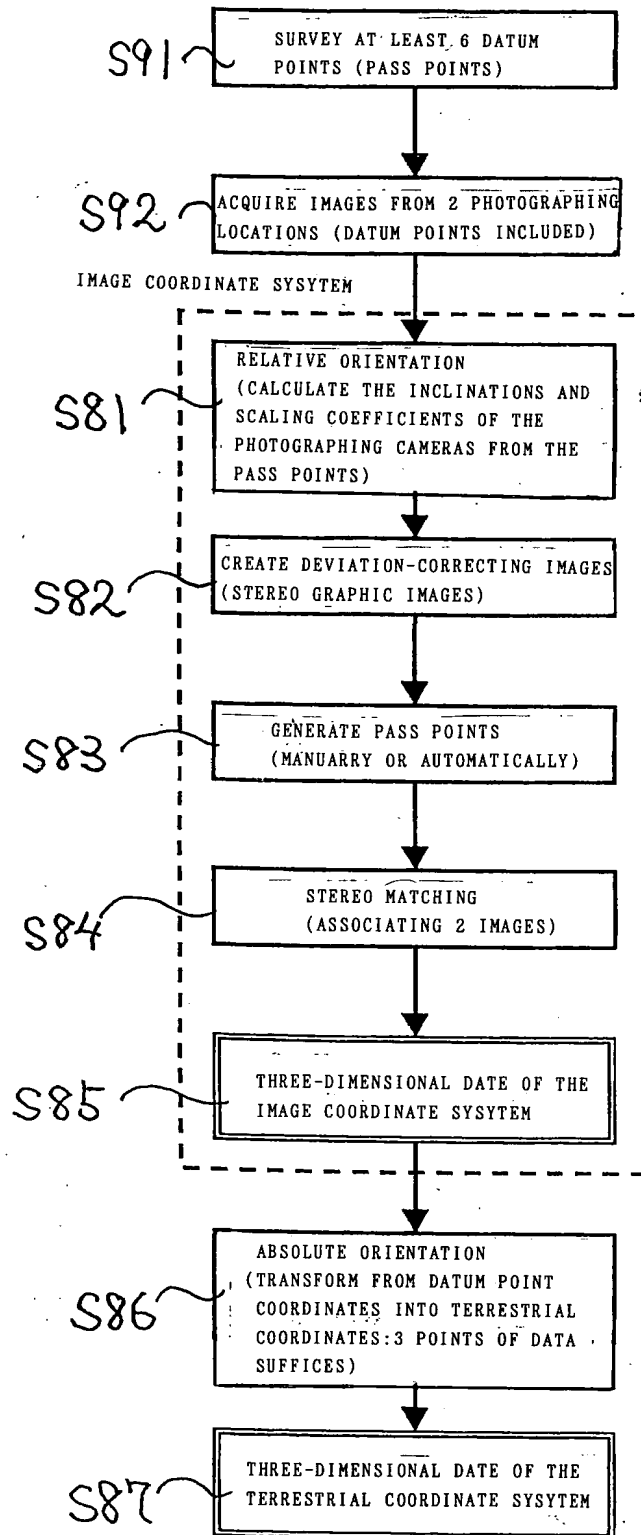 S91
SURVEY AT LEAST 6 DATUM
POINTS (PASS POINTS)
S92
ACQUIRE IMAGES FROM 2 PHOTOGRAPHING
LOCATIONS (DATUM POINTS INCLUDED)
IMAGE COORDINATE SYSYTEM
S81
RELATIVE ORIENTATION
(CALCULATE THE INCLINATIONS AND
SCALING COEFFICIENTS OF THE
PHOTOGRAPHING CAMERAS FROM THE
PASS POINTS)
S82
CREATE DEVIATION-CORRECTING IMAGES
(STEREO GRAPHIC IMAGES)
S83
GENERATE PASS POINTS
(MANUARRY OR AUTOMATICALLY)
S84
STEREO MATCHING
(ASSOCIATING 2 IMAGES)
S85
THREE-DIMENSIONAL DATE OF THE
IMAGE COORDINATE SYSYTEM
S86
ABSOLUTE ORIENTATION
(TRANSFORM FROM DATUM POINT
COORDINATES INTO TERRESTRIAL
COORDINATES:3 POINTS OF DATA
SUFFICES)
S87
THREE-DIMENSIONAL DATE OF THE
TERRESTRIAL COORDINATE SYSYTEM